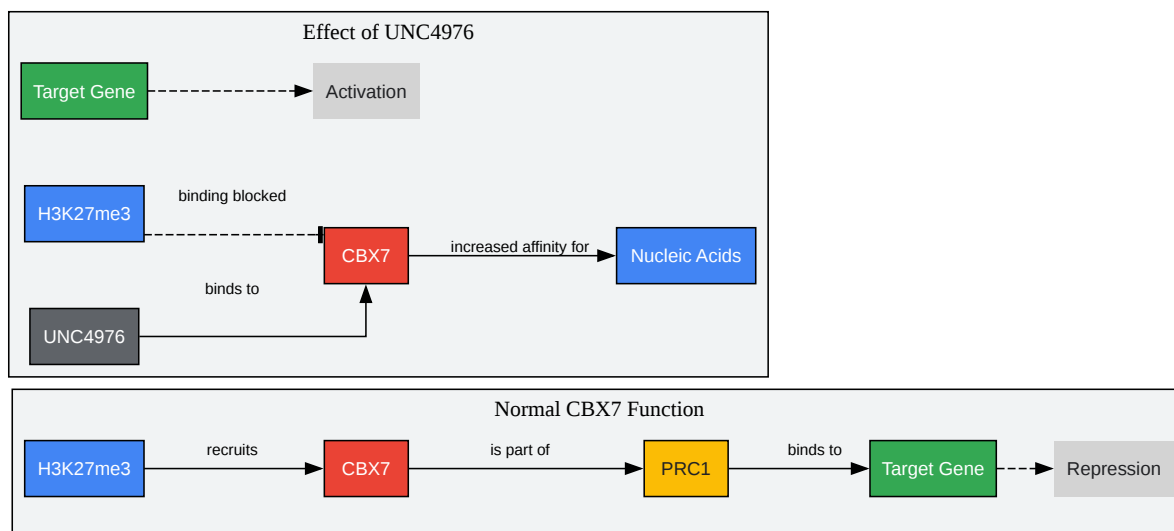 Effect of UNC4976
Target Gene
Activation
binding blocked
H3K27me3
CBX7
increased affinity for
Nucleic Acids
binds to
UNC4976
Normal CBX7 Function
H3K27me3
recruits
CBX7
is part of
PRC1
binds to
Target Gene
Repression